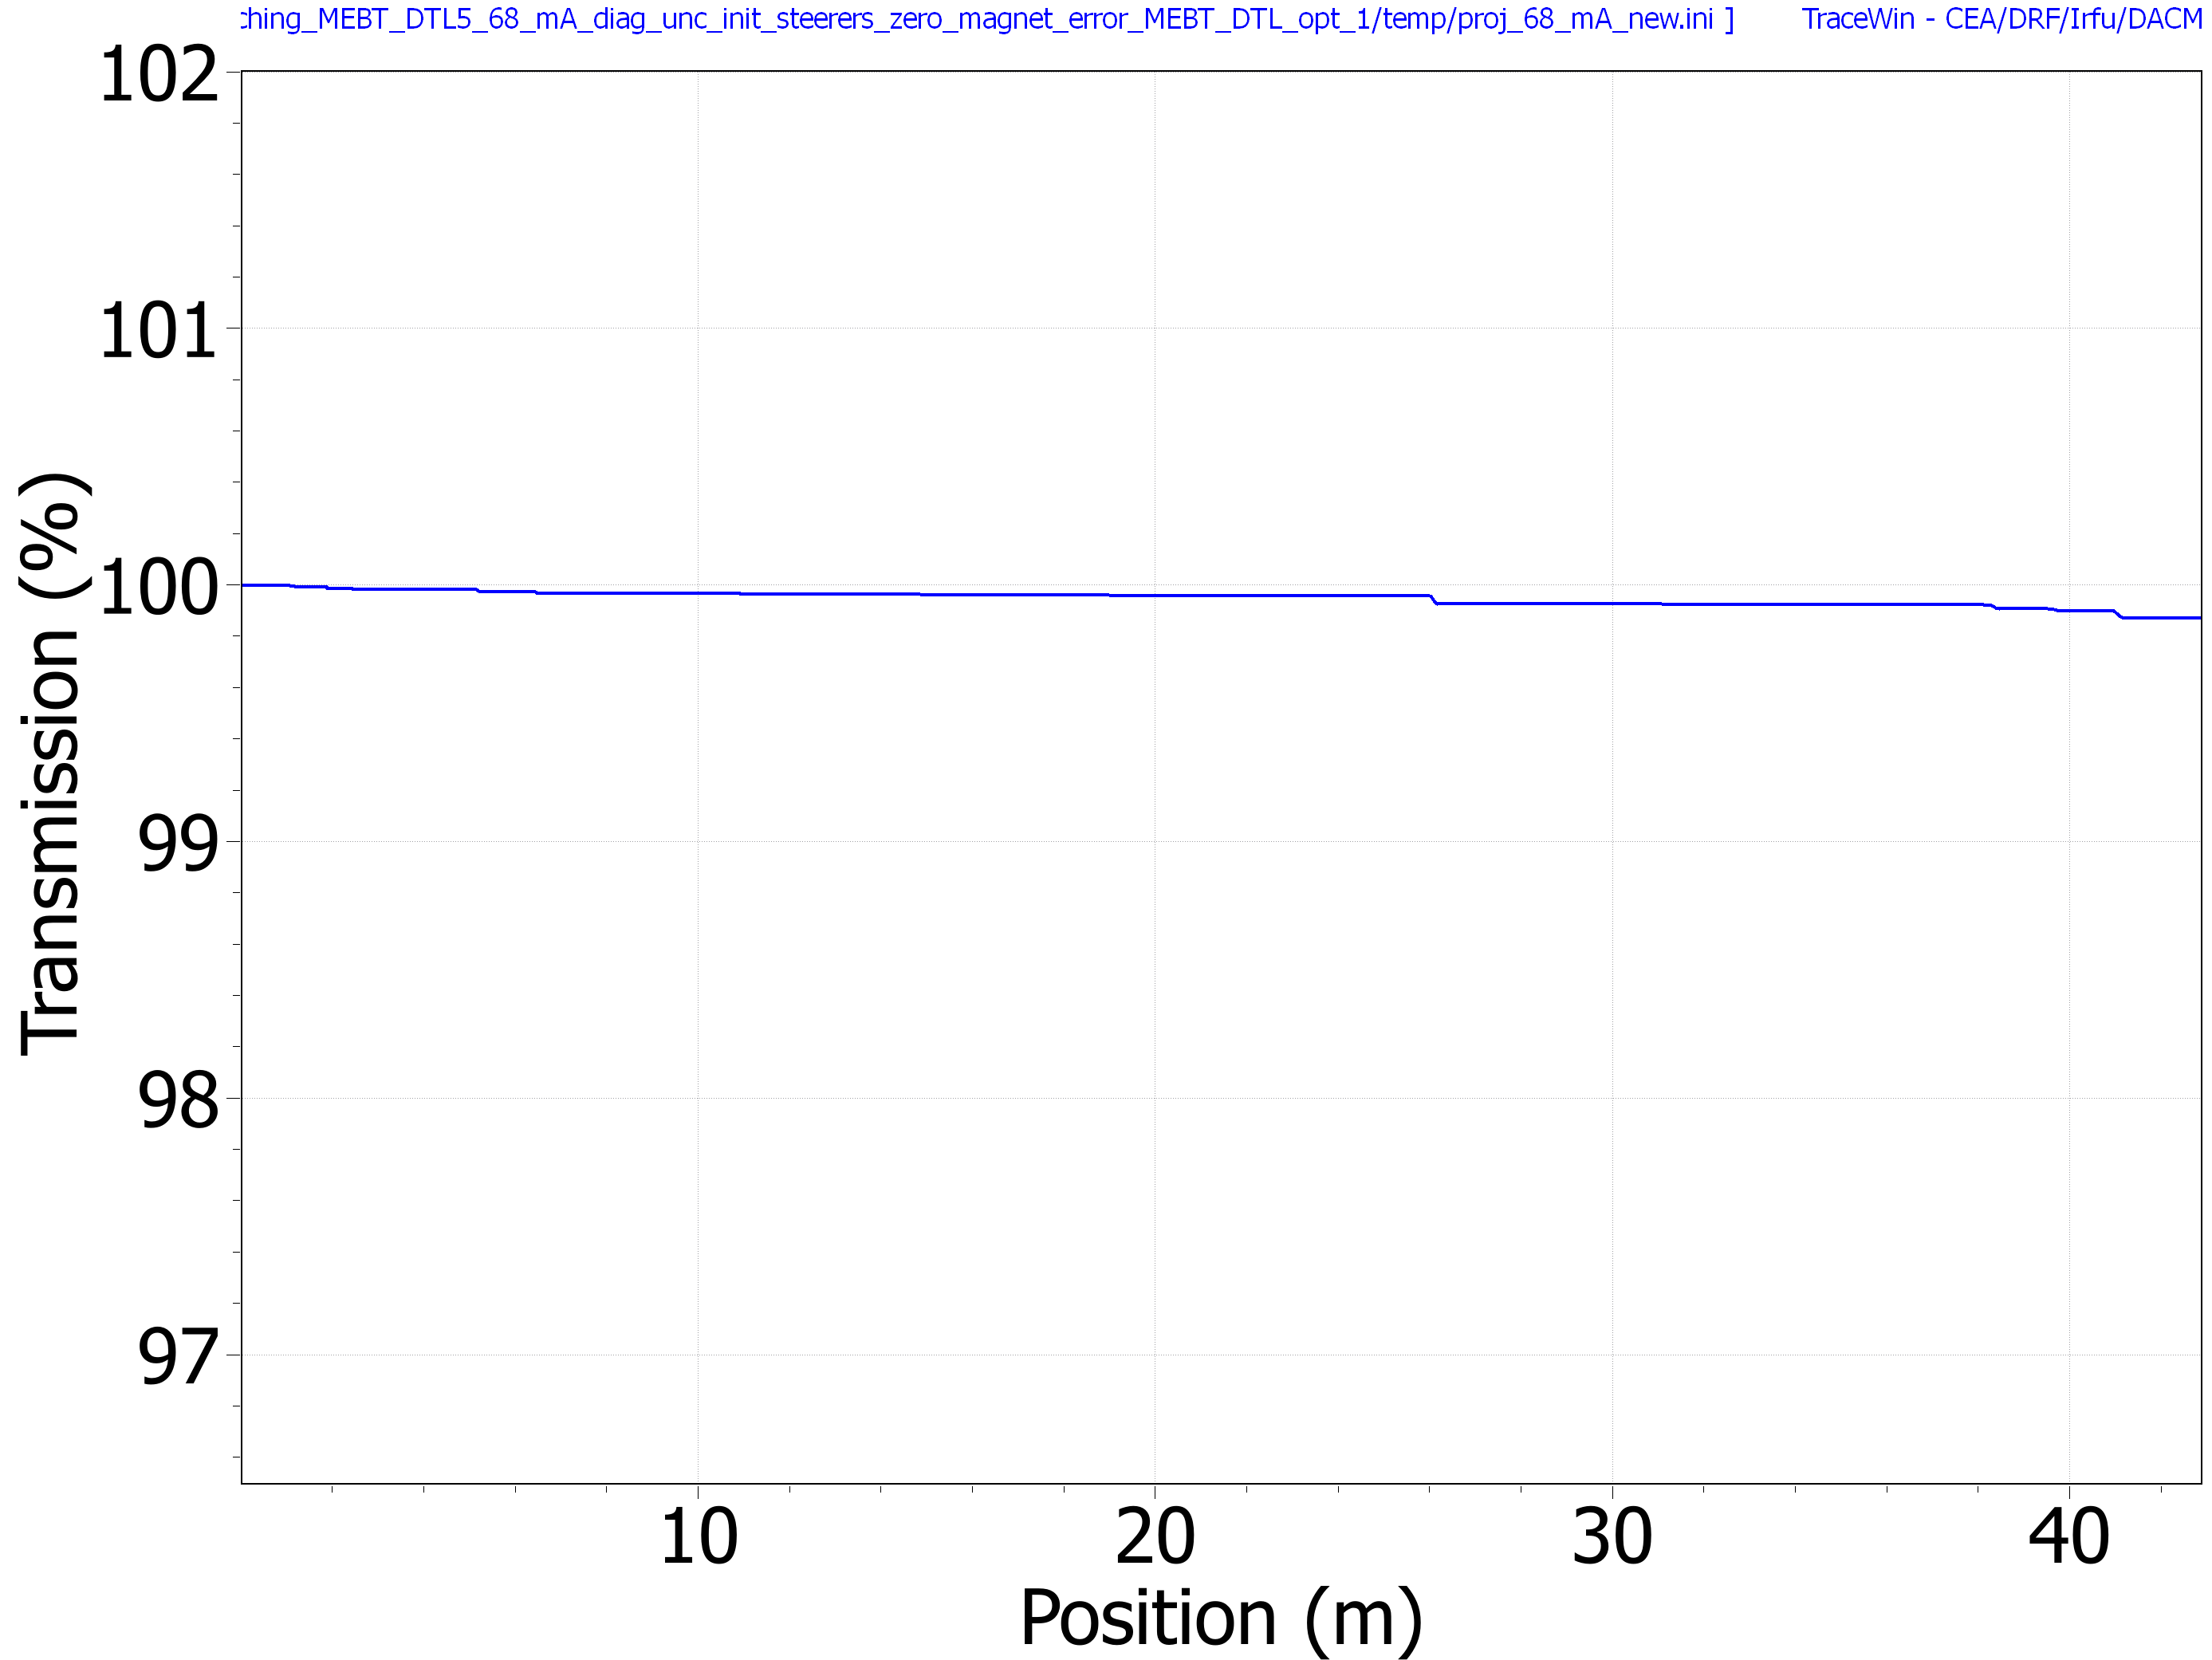 ching_MEBT_DTL5_68_mA_diag_unc_init_steerers_zero_magnet_error_MEBT_DTL_opt_1/temp/proj_68_mA_new.ini ] TraceWin - CEA/DRF/Irfu/DACM
102
101
100
99
98
97
Transmission (%)
10 20 30 40
Position (m)